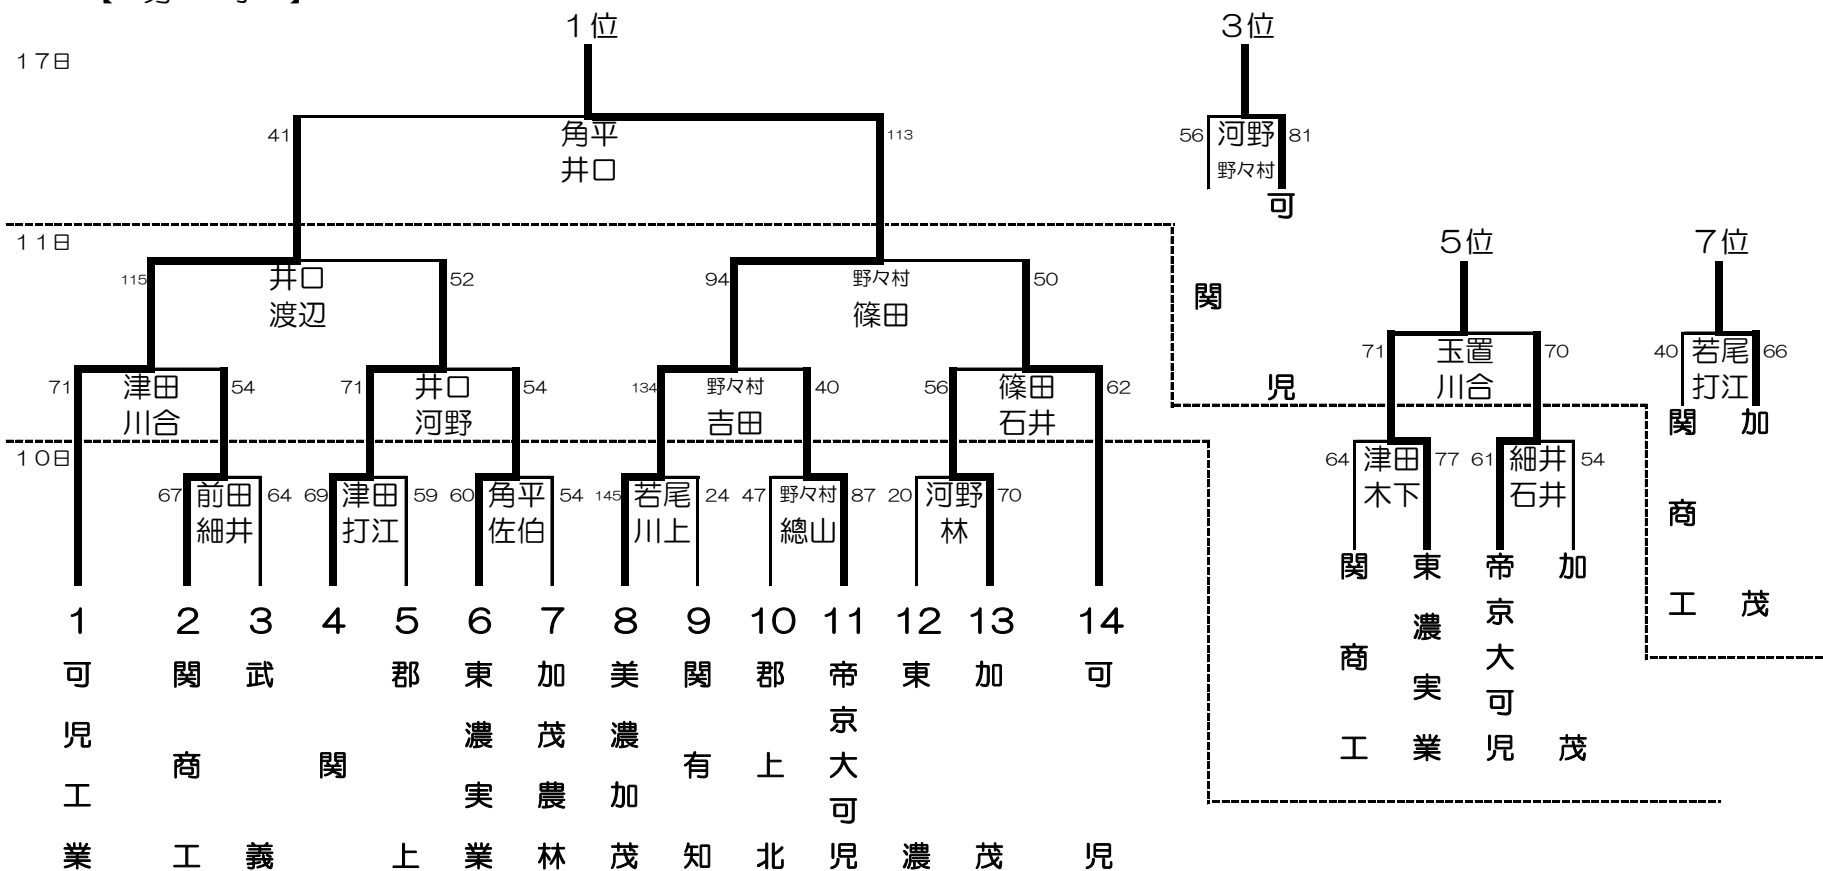 1位
3位
17日
41
角平
113
56
河野
81
井口
野々村
可
児
関
11日
5位
7位
115
井口
52
94
野々村
50
渡辺
篠田
71
玉置
70
40
若尾
66
川合
打江
71
津田
54
71
井口
54
134
野々村
40
56
篠田
62
川合
河野
吉田
石井
関商工
加茂
10日
64
津田
77
61
細井
54
木下
石井
67
前田
64
69
津田
59
60
角平
54
145
若尾
24
47
野々村
87
20
河野
70
細井
打江
佐伯
川上
總山
林
関商工
東濃実業
帝京大可児
加茂
1 2 3 4 5 6 7 8 9 10 11 12 13 14
可児工業
関商工
武義
関
郡上
東濃実業
加茂農林
美濃加茂
関有知
郡上北
帝京大可児
東濃
加茂
可児